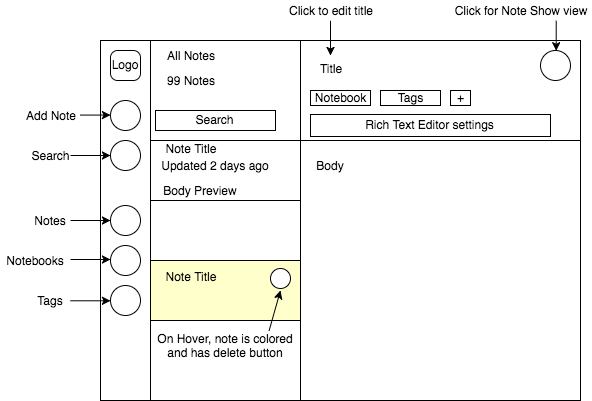 Click to edit title
Click for Note Show view
Logo
All Notes
99 Notes
Title
Notebook
Tags
+
Add Note
Search
Rich Text Editor settings
Search
Note Title
Updated 2 days ago
Body Preview
Body
Notes
Notebooks
Tags
Note Title
On Hover, note is colored
and has delete button